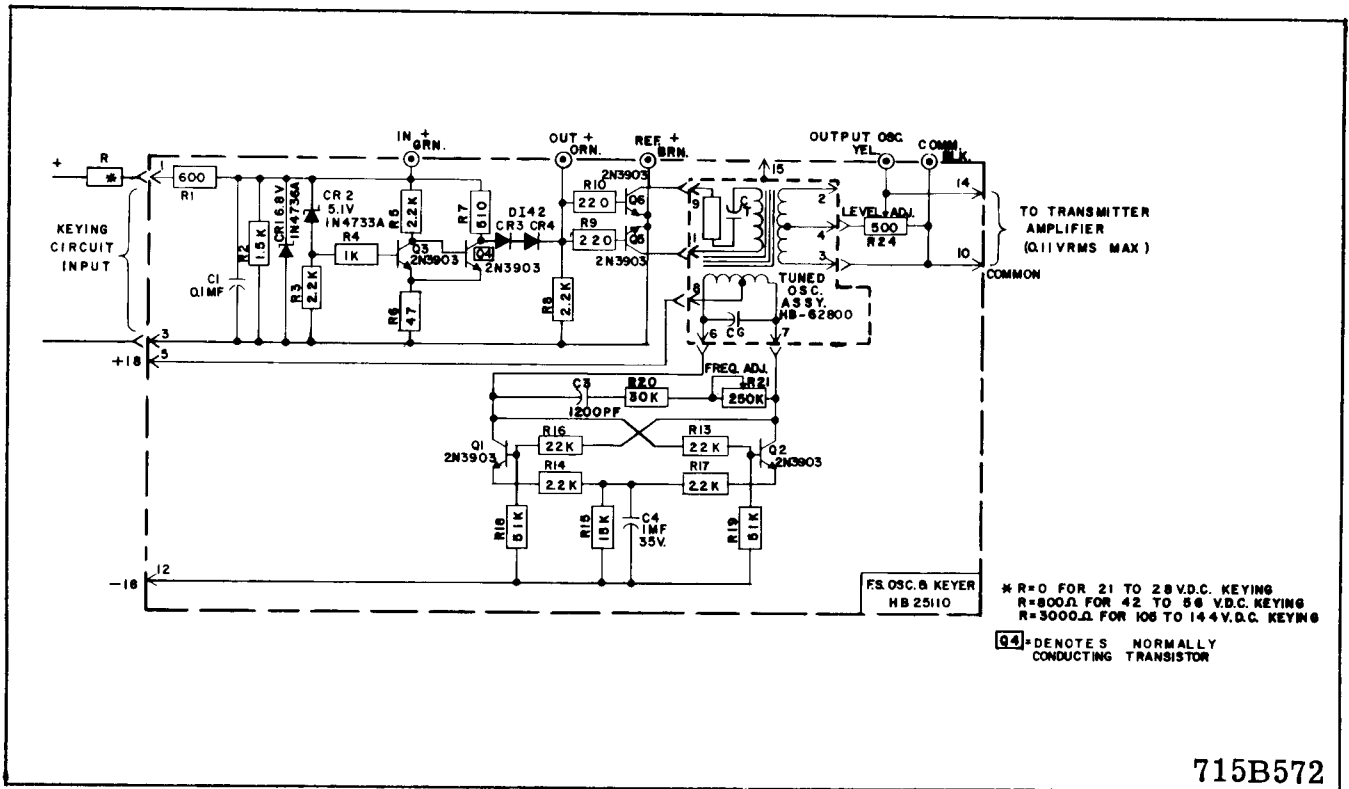 IN + GRN.
OUT + ORN.
REF. + BRN.
OUTPUT OSC. YEL.
COMM. BLK.
+
R
*
1
600
R1
KEYING
CIRCUIT
INPUT
C1
0.1MF
R2
1.5K
CR1 6.8V
1N4736A
CR2
5.1V
1N4733A
R3
2.2K
R4
1K
R5
2.2K
Q3
2N3903
R6
47
R7
510
Q4
2N3903
DI42
CR3 CR4
R8
2.2K
R10
220
R9
220
2N3903
Q6
Q5
2N3903
9
1
8
15
2
4
3
6
7
TUNED
OSC.
ASSY.
HB-62800
LEVEL ADJ.
500
R24
14
10
COMMON
TO TRANSMITTER
AMPLIFIER
(0.11 VRMS MAX)
3
+18
5
FREQ. ADJ.
C3
1200PF
R20
30K
R21
250K
Q1
2N3903
R16
22K
R13
22K
Q2
2N3903
R14
2.2K
R17
2.2K
R18
51K
R15
15K
C4
1MF
35V.
R19
51K
12
F.S. OSC. & KEYER
HB 25110
* R=0 FOR 21 TO 28 V.D.C. KEYING
R=800Ω FOR 42 TO 56 V.D.C. KEYING
R=3000Ω FOR 105 TO 144 V.D.C. KEYING
Q4 = DENOTES NORMALLY
CONDUCTING TRANSISTOR
715B572